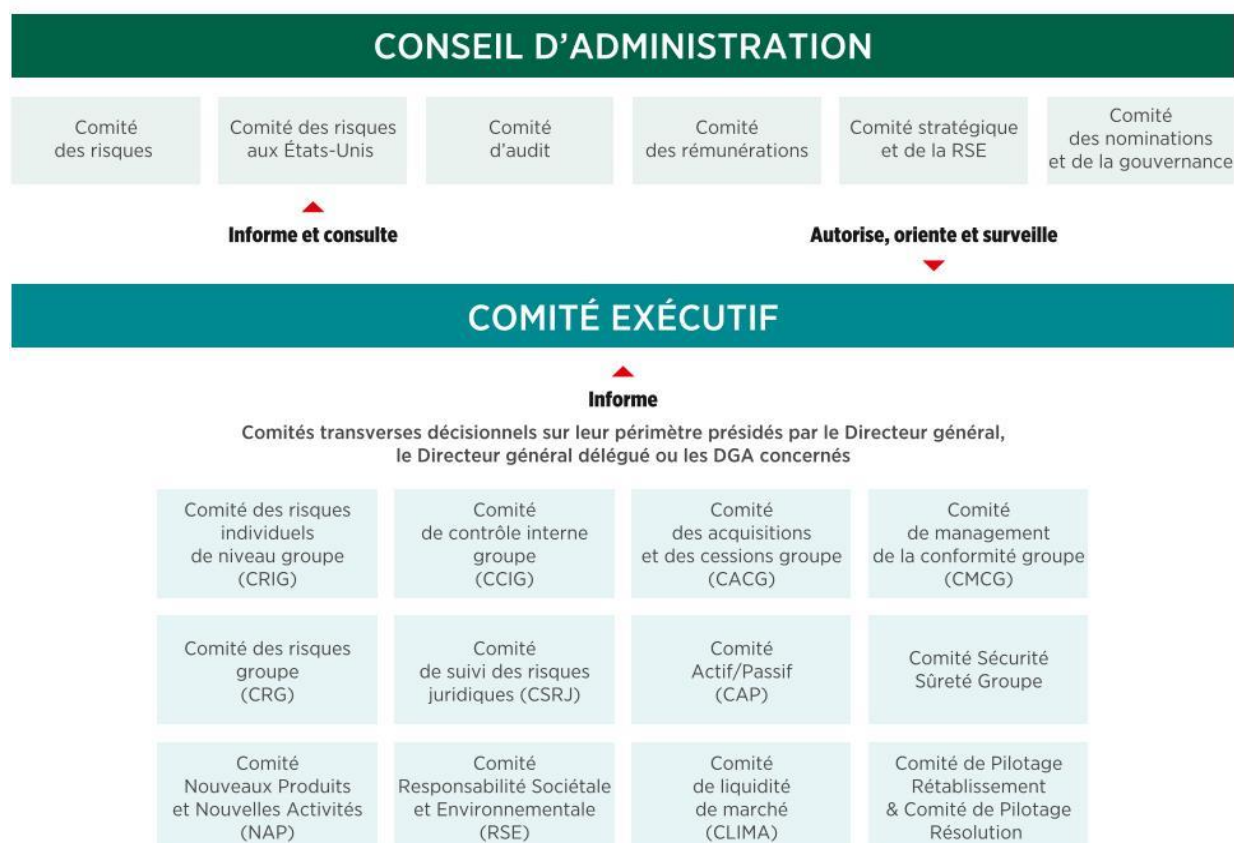 CONSEIL D'ADMINISTRATION
Comité
des risques
Comité des risques
aux États-Unis
Comité
d'audit
Comité
des rémunérations
Comité stratégique
et de la RSE
Comité
des nominations
et de la gouvernance
Informe et consulte
Autorise, oriente et surveille
COMITÉ EXÉCUTIF
Informe
Comités transverses décisionnels sur leur périmètre présidés par le Directeur général,
le Directeur général délégué ou les DGA concernés
Comité des risques
individuels
de niveau groupe
(CRIG)
Comité
de contrôle interne
groupe
(CCIG)
Comité
des acquisitions
et des cessions groupe
(CACG)
Comité
de management
de la conformité groupe
(CMCG)
Comité des risques
groupe
(CRG)
Comité
de suivi des risques
juridiques (CSRJ)
Comité
Actif/Passif
(CAP)
Comité Sécurité
Sûreté Groupe
Comité
Nouveaux Produits
et Nouvelles Activités
(NAP)
Comité
Responsabilité Sociétale
et Environnementale
(RSE)
Comité
de liquidité
de marché
(CLIMA)
Comité de Pilotage
Rétablissement
& Comité de Pilotage
Résolution